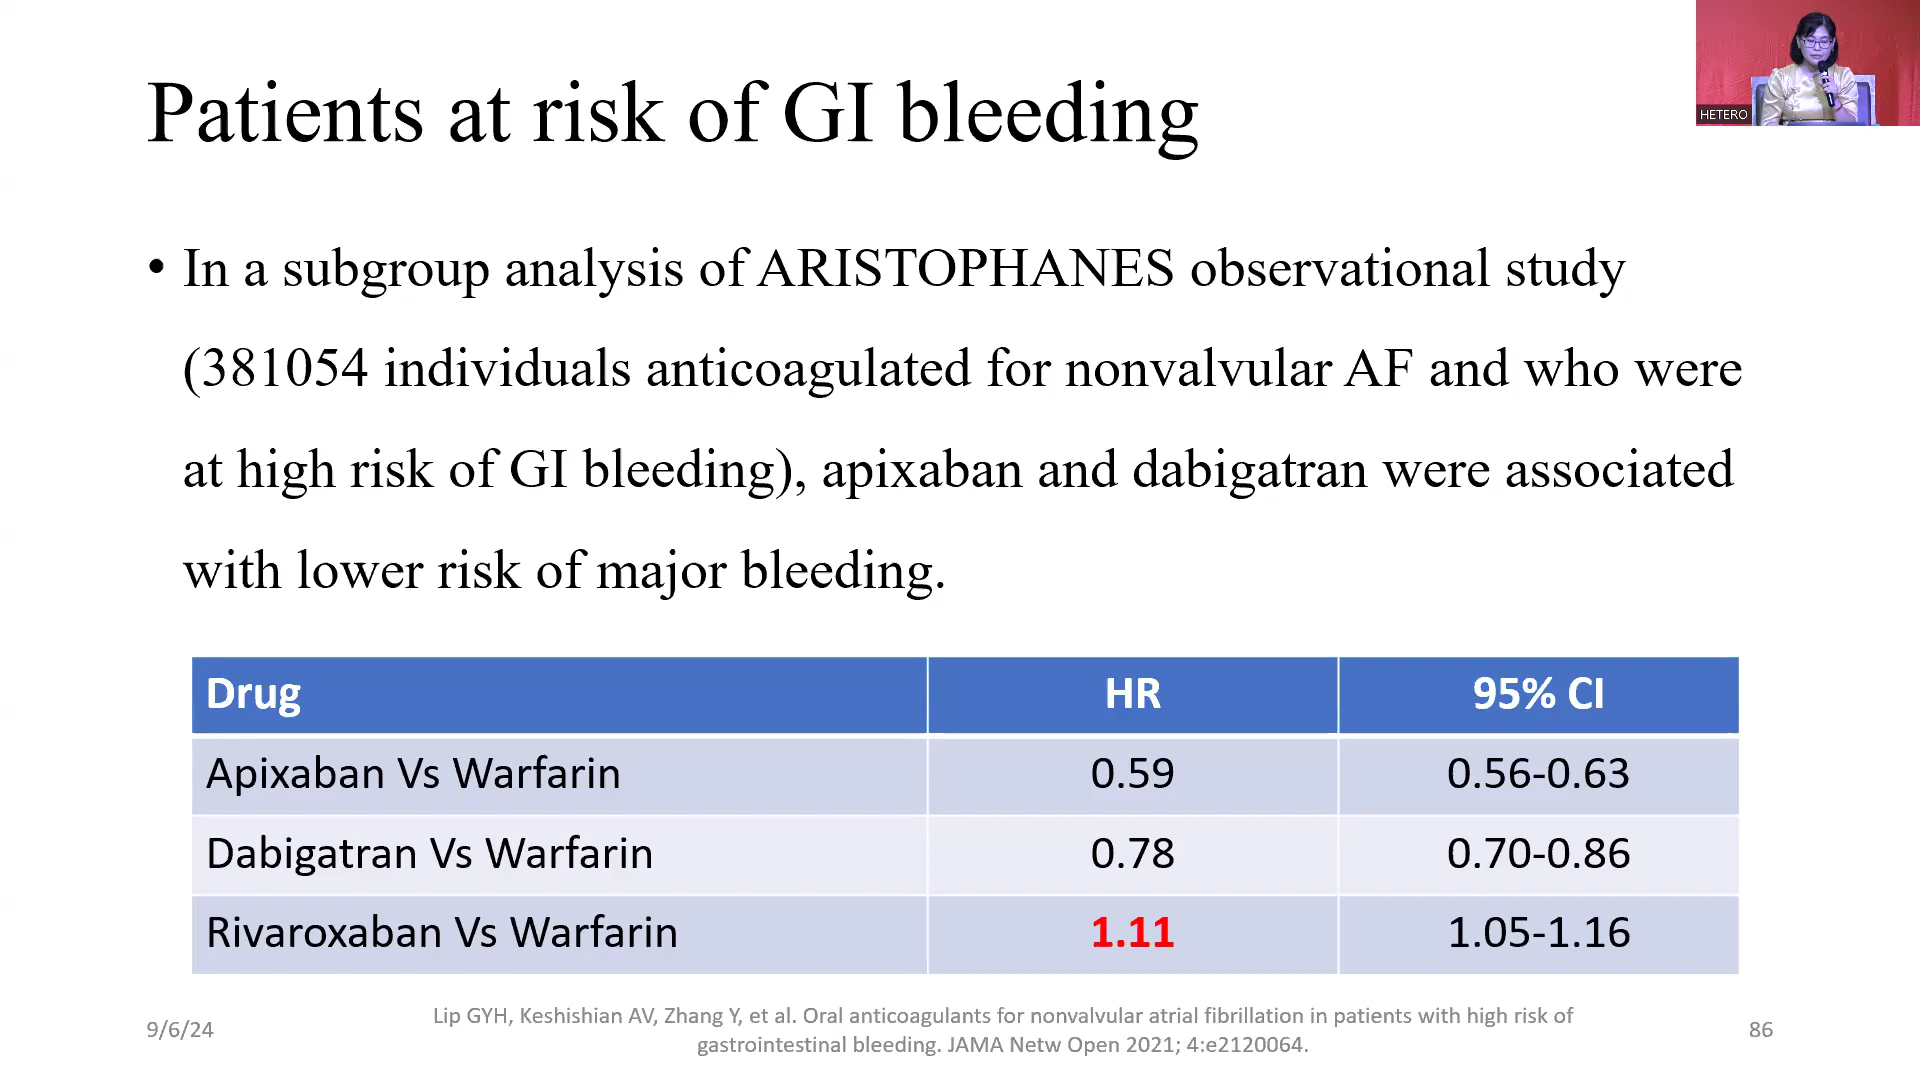 Patients at risk of GI bleeding
HETERO
• In a subgroup analysis of ARISTOPHANES observational study
(381054 individuals anticoagulated for nonvalvular AF and who were
at high risk of GI bleeding), apixaban and dabigatran were associated
with lower risk of major bleeding.
Drug HR 95% CI
Apixaban Vs Warfarin 0.59 0.56-0.63
Dabigatran Vs Warfarin 0.78 0.70-0.86
Rivaroxaban Vs Warfarin 1.11 1.05-1.16
9/6/24
Lip GYH, Keshishian AV, Zhang Y, et al. Oral anticoagulants for nonvalvular atrial fibrillation in patients with high risk of
gastrointestinal bleeding. JAMA Netw Open 2021; 4:e2120064.
86